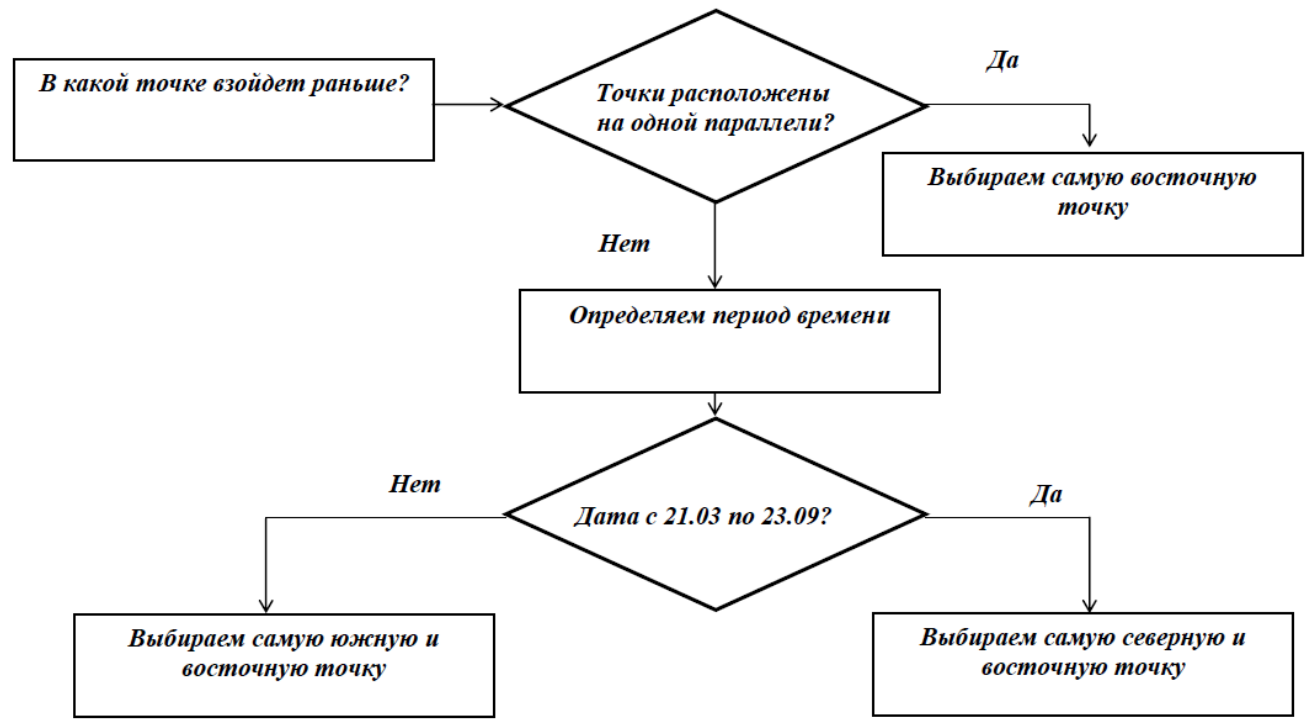 В какой точке взойдет раньше?
Точки расположены
на одной параллели?
Да
Выбираем самую восточную
точку
Нет
Определяем период времени
Дата с 21.03 по 23.09?
Нет
Да
Выбираем самую южную и
восточную точку
Выбираем самую северную и
восточную точку